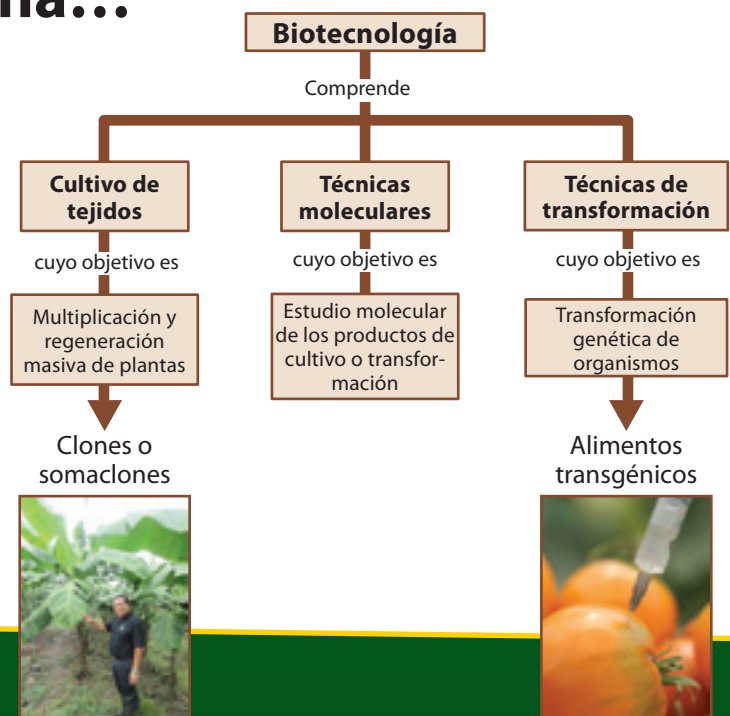 na...
Biotecnología
Comprende
Cultivo de
tejidos
cuyo objetivo es
Multiplicación y
regeneración
masiva de plantas
Clones o
somaclones
Técnicas
moleculares
cuyo objetivo es
Estudio molecular
de los productos de
cultivo o transfor-
mación
Técnicas de
transformación
cuyo objetivo es
Transformación
genética de
organismos
Alimentos
transgénicos